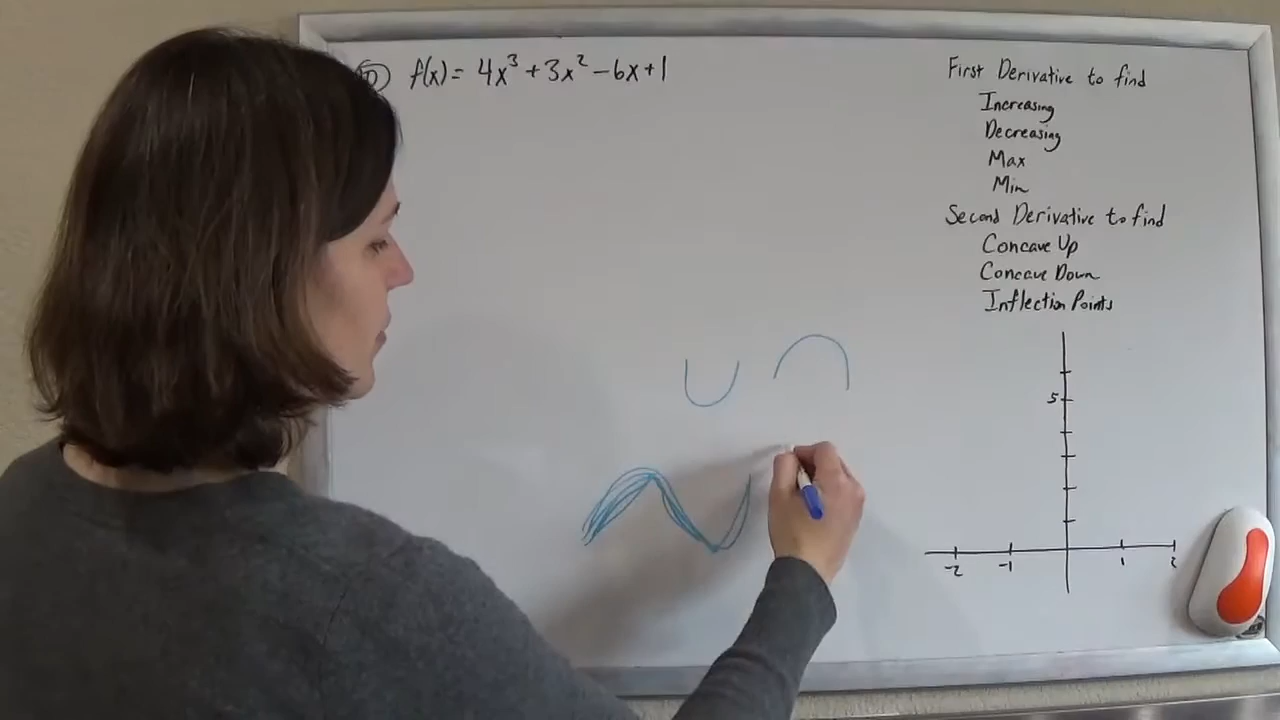 f(x) = 4x³ + 3x² - 6x + 1
First Derivative to find
Increasing
Decreasing
Max
Min
Second Derivative to find
Concave Up
Concave Down
Inflection Points
5
-2 -1 1 2